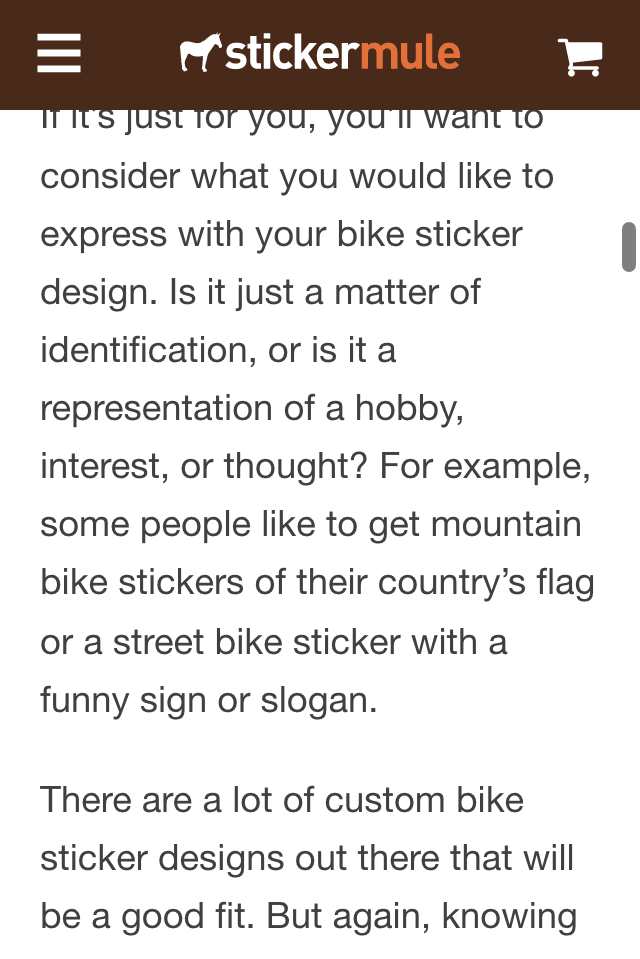 stickermule
If it's just for you, you'll want to
consider what you would like to
express with your bike sticker
design. Is it just a matter of
identification, or is it a
representation of a hobby,
interest, or thought? For example,
some people like to get mountain
bike stickers of their country’s flag
or a street bike sticker with a
funny sign or slogan.
There are a lot of custom bike
sticker designs out there that will
be a good fit. But again, knowing